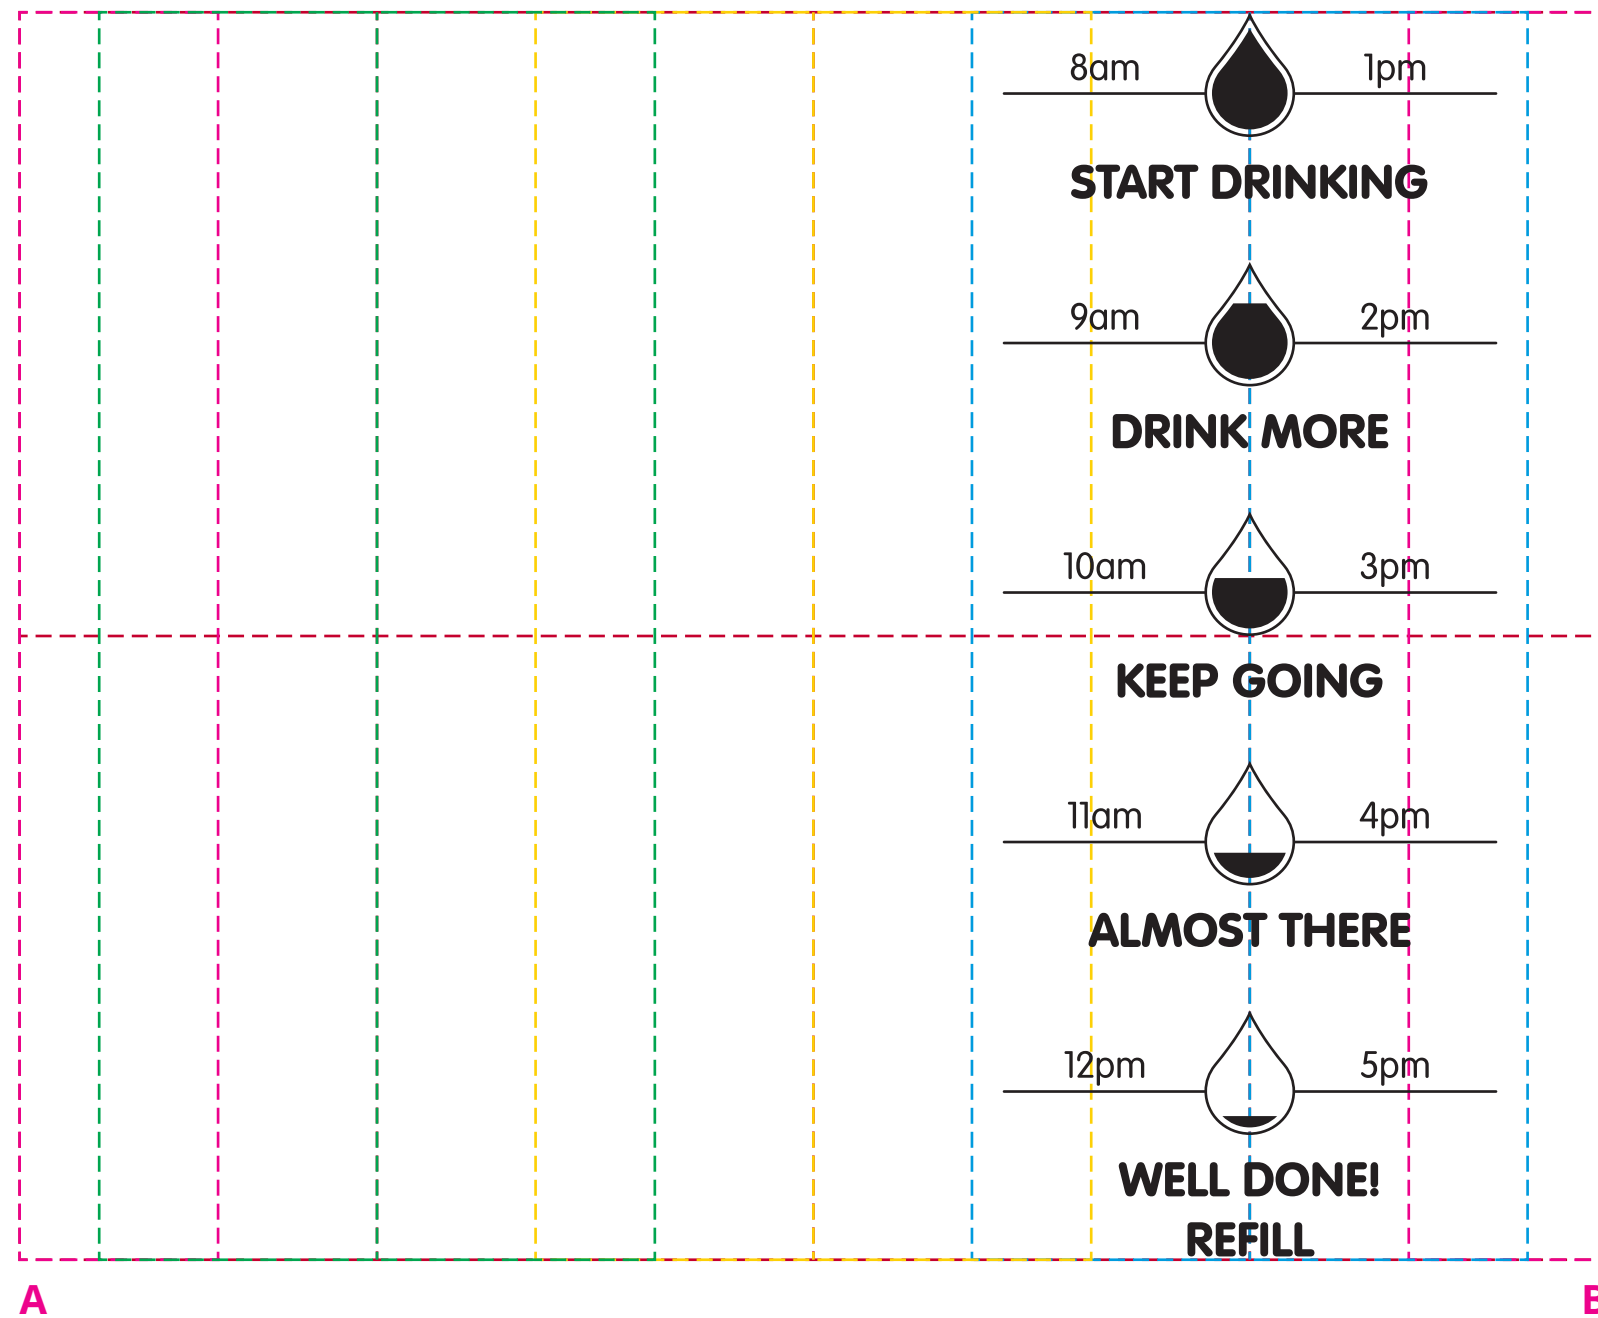 8am 1pm
START DRINKING
9am 2pm
DRINK MORE
10am 3pm
KEEP GOING
11am 4pm
ALMOST THERE
12pm 5pm
WELL DONE!
REFILL
A B